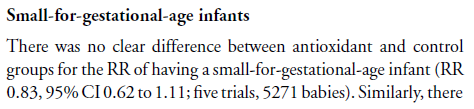 Small-for-gestational-age infants
There was no clear difference between antioxidant and control
groups for the RR of having a small-for-gestational-age infant (RR
0.83, 95% CI 0.62 to 1.11; five trials, 5271 babies). Similarly, there